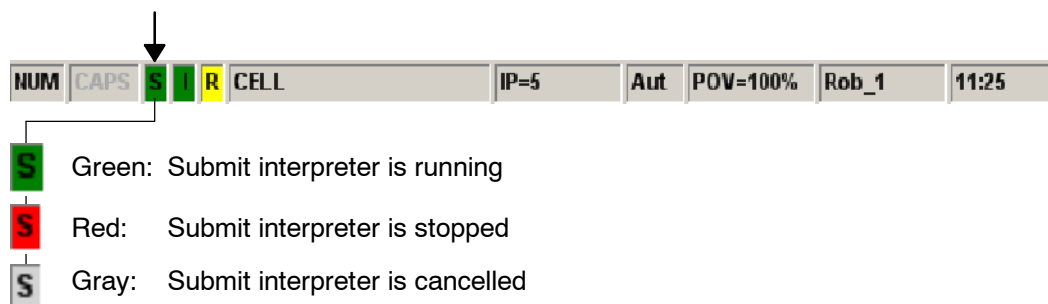 NUM CAPS S I R CELL IP=5 Aut POV=100% Rob_1 11:25
S Green: Submit interpreter is running
S Red: Submit interpreter is stopped
S Gray: Submit interpreter is cancelled